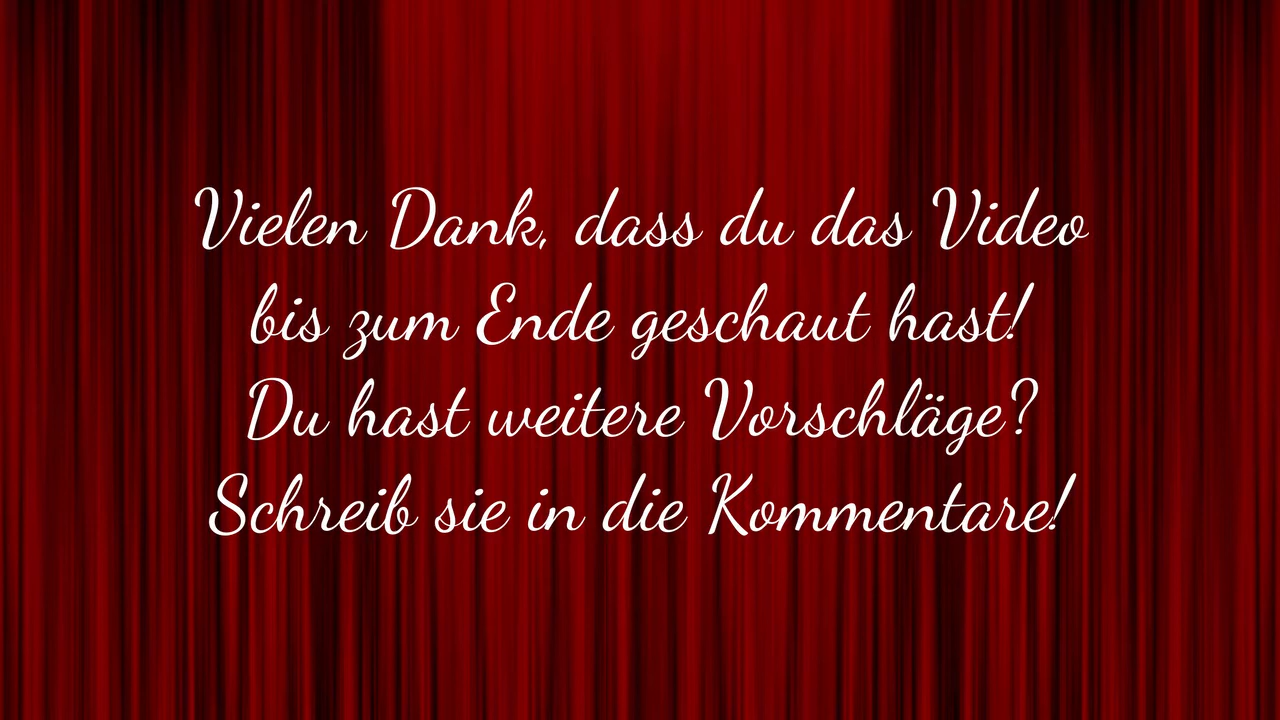 Vielen Dank, dass du das Video
bis zum Ende geschaut hast!
Du hast weitere Vorschläge?
Schreib sie in die Kommentare!